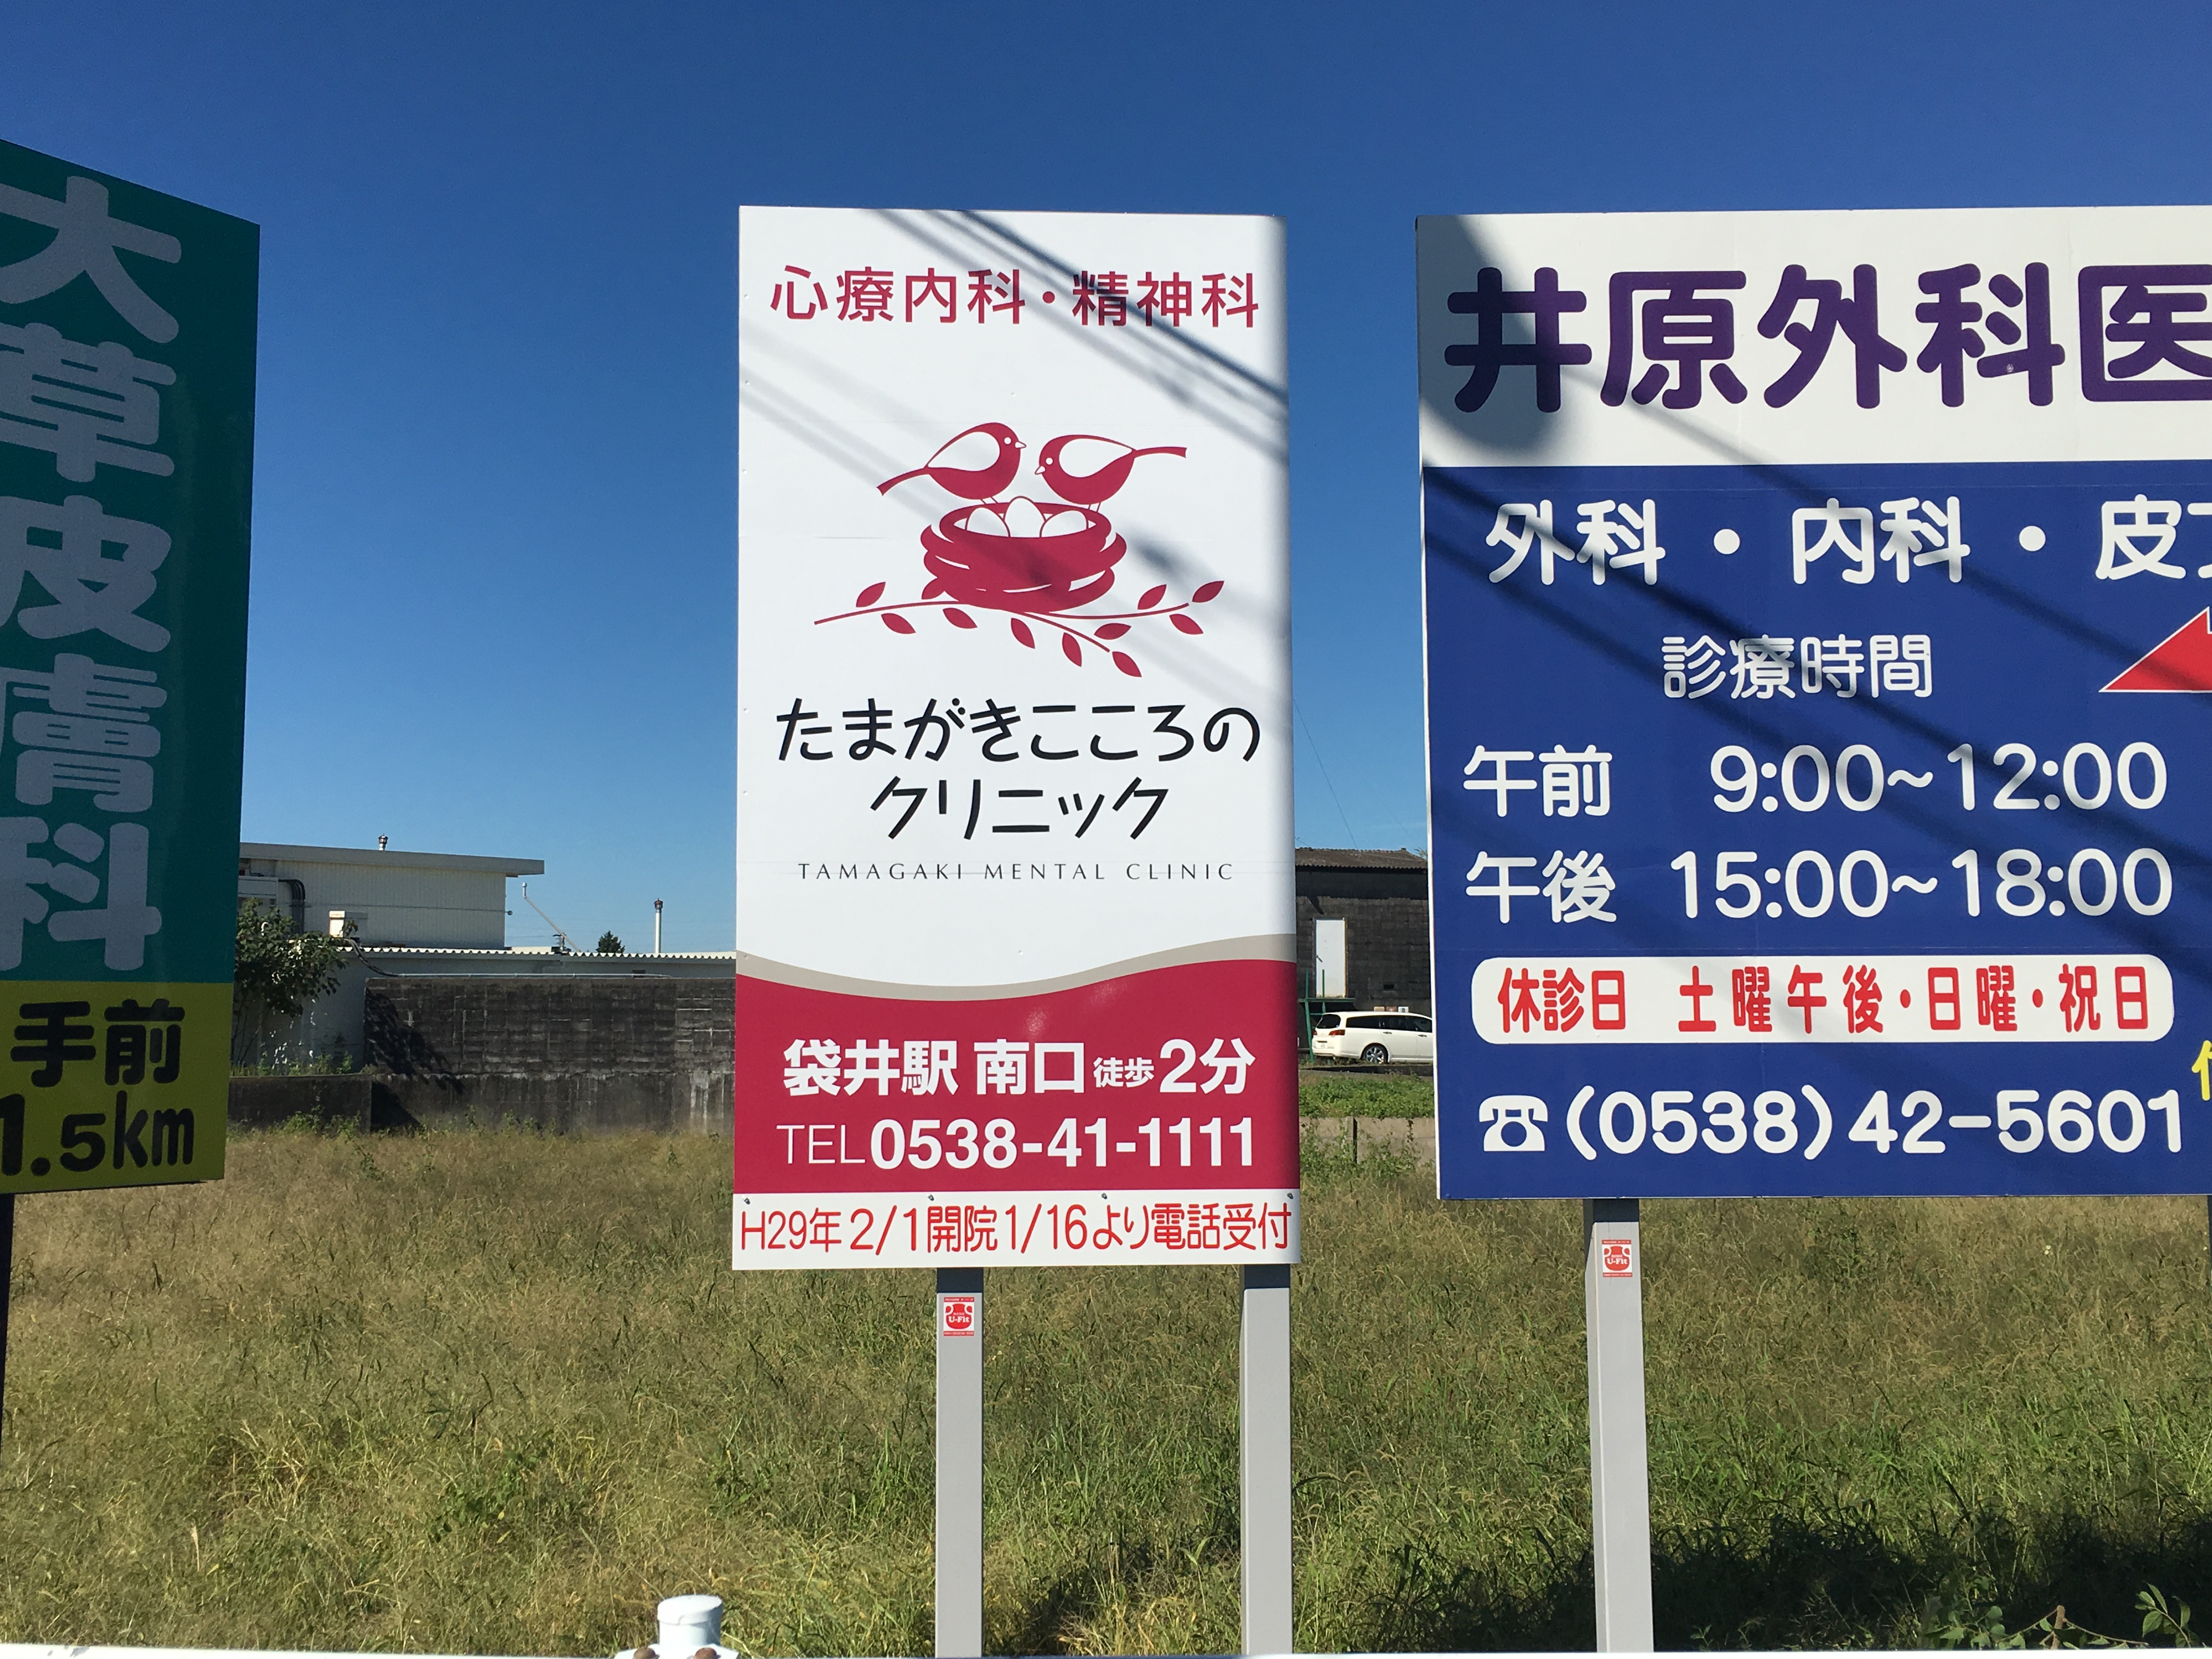 大草皮膚科
手前
1.5km
心療内科・精神科
たまがきこころの
クリニック
TAMAGAKI MENTAL CLINIC
袋井駅 南口 徒歩 2分
TEL 0538-41-1111
H29年 2/1開院 1/16より電話受付
U-Fit
井原外科医
外科・内科・皮
診療時間
午前 9:00~12:00
午後 15:00~18:00
休診日 土曜午後・日曜・祝日
☎(0538)42-5601
U-Fit